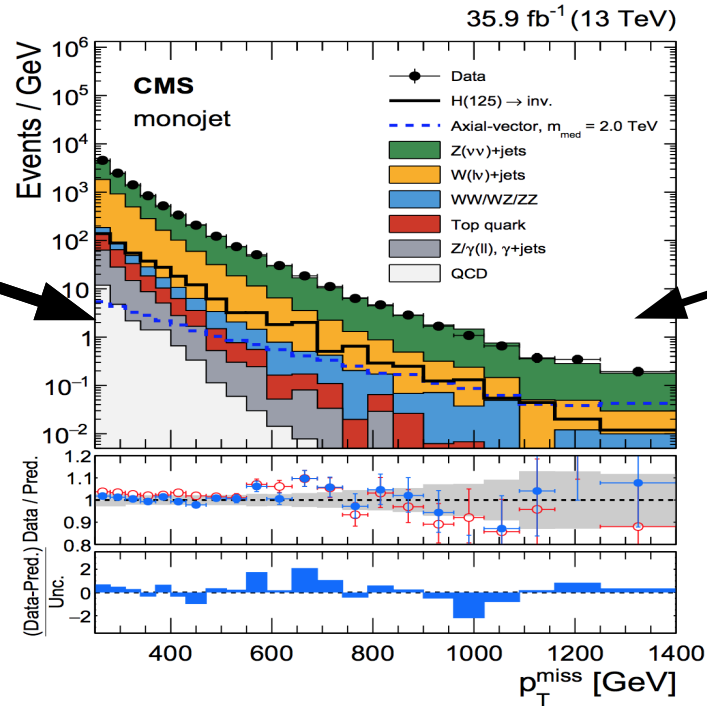 35.9 fb⁻¹ (13 TeV)
Events / GeV
10⁶
10⁵
10⁴
10³
10²
10
1
10⁻¹
10⁻²
CMS
monojet
Data
H(125) → inv.
Axial-vector, m_med = 2.0 TeV
Z(νν)+jets
W(lν)+jets
WW/WZ/ZZ
Top quark
Z/γ(ll), γ+jets
QCD
Data / Pred.
1.2
1.1
1.0
0.9
0.8
(Data-Pred.)
Unc.
2
0
−2
400 600 800 1000 1200 1400
p_T^miss [GeV]